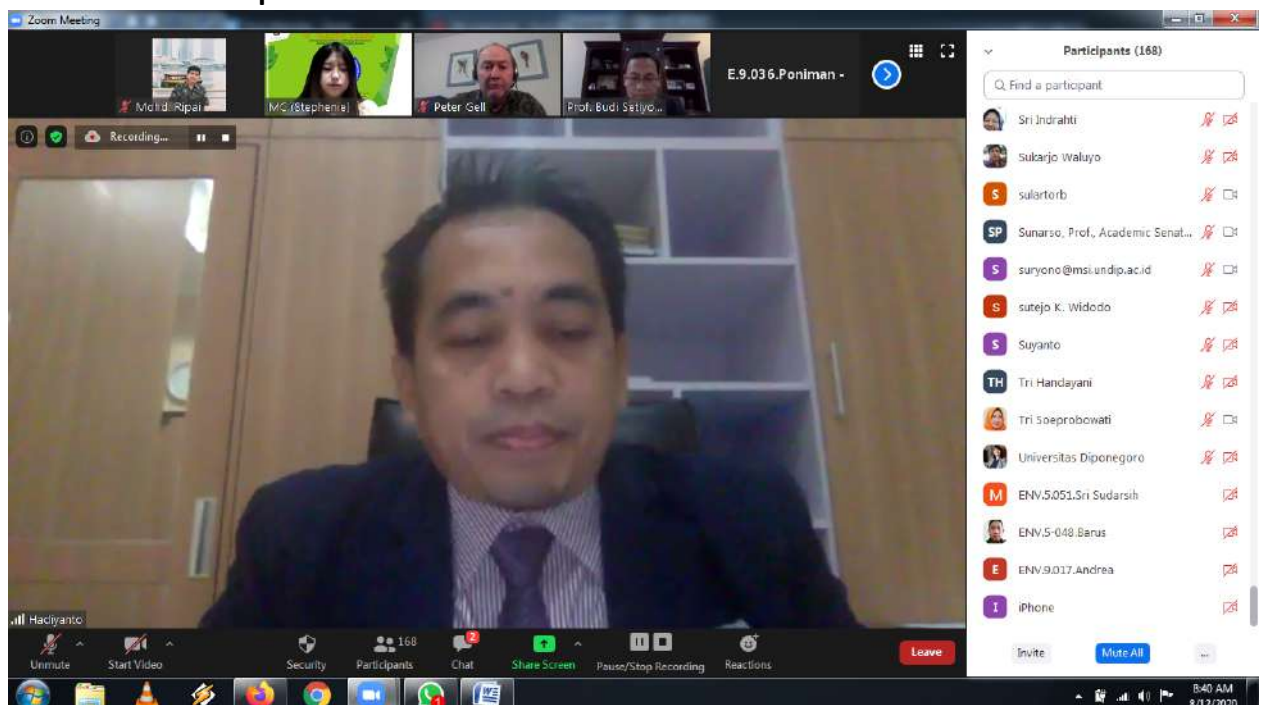 Zoom Meeting
Mohd. Ripai
MC (Stephenie)
Peter Gell
Prof. Budi Setiyo...
E.9.036.Poniman -
Recording...
Hadiyanto
Participants (168)
Find a participant
Sri Indrahti
Sukarjo Waluyo
S sulartorb
SP Sunarso, Prof., Academic Senat...
S suryono@msi.undip.ac.id
s sutejo K. Widodo
S Suyanto
TH Tri Handayani
Tri Soeprobowati
Universitas Diponegoro
M ENV.5.051.Sri Sudarsih
ENV.5-048.Barus
E ENV.9.017.Andrea
I iPhone
Invite Mute All ...
Unmute Start Video Security Participants 168 Chat 2 Share Screen Pause/Stop Recording Reactions Leave
8:40 AM